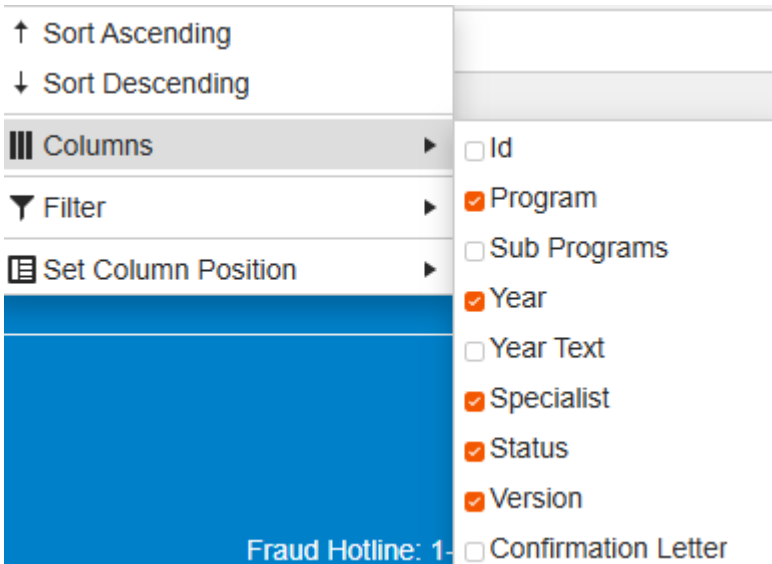 ↑ Sort Ascending
↓ Sort Descending
Columns
Filter
Set Column Position
Id
Program
Sub Programs
Year
Year Text
Specialist
Status
Version
Confirmation Letter
Fraud Hotline: 1-